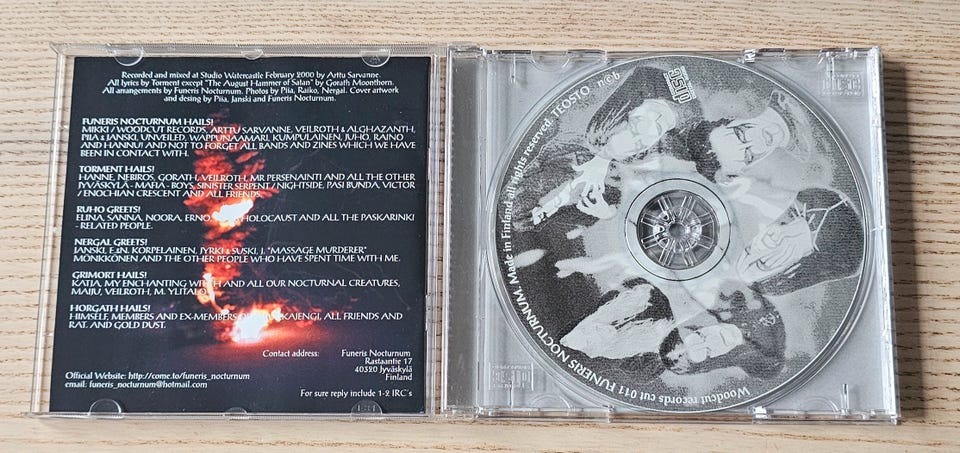 Recorded and mixed at Studio Watercastle February 2000 by Arttu Sarvanne.
All lyrics by Torment except "The August Hammer of Satan" by Gorath Moonthorn.
All arrangements by Funeris Nocturnum. Photos by Piia, Raiko, Nergal. Cover artwork
and desing by Piia, Janski and Funeris Nocturnum.
FUNERIS NOCTURNUM HAILS!
MIKKI / WOODCUT RECORDS, ARTTU SARVANNE, VEILROTH & ALGHAZANTH,
PIIA & JANSKI, UNVEILED, WAPPUNAAMARI, KUMPULAINEN, JUHO, RAINO
AND HANNU! AND NOT TO FORGET ALL BANDS AND ZINES WHICH WE HAVE
BEEN IN CONTACT WITH.
TORMENT HAILS!
HANNE, NEBIROS, GORATH, VEILROTH, MR PERSENAINTI AND ALL THE OTHER
JYVÄSKYLÄ - MAFIA - BOYS, SINISTER SERPENT / NIGHTSIDE, PASI BUNDA, VICTOR
/ ENOCHIAN CRESCENT AND ALL FRIENDS.
RUHO GREETS!
ELINA, SANNA, NOORA, ERNO, HOLOCAUST AND ALL THE PASKARINKI
- RELATED PEOPLE.
NERGAL GREETS!
JANSKI, E.&N. KORPELAINEN, JYRKI & SUSKI, J. "MASSAGE MURDERER"
MÖNKKÖNEN AND THE OTHER PEOPLE WHO HAVE SPENT TIME WITH ME.
GRIMORT HAILS!
KATJA, MY ENCHANTING WITCH AND ALL OUR NOCTURNAL CREATURES,
MAIJU, VEILROTH, M. YLITALO
HORGATH HAILS!
HIMSELF, MEMBERS AND EX-MEMBERS OF ALL FRIENDS AND
RAT. AND GOLD DUST.
Contact address: Funeris Nocturnum
Rastaantie 17
40320 Jyväskylä
Finland
Official Website: http://come.to/funeris_nocturnum
email: funeris_nocturnum@hotmail.com
For sure reply include 1-2 IRC's
Woodcut records cut 011 FUNERIS NOCTURNUM. Made in Finland all rights reserved. TEOSTO n©b
COMPACT disc DIGITAL AUDIO